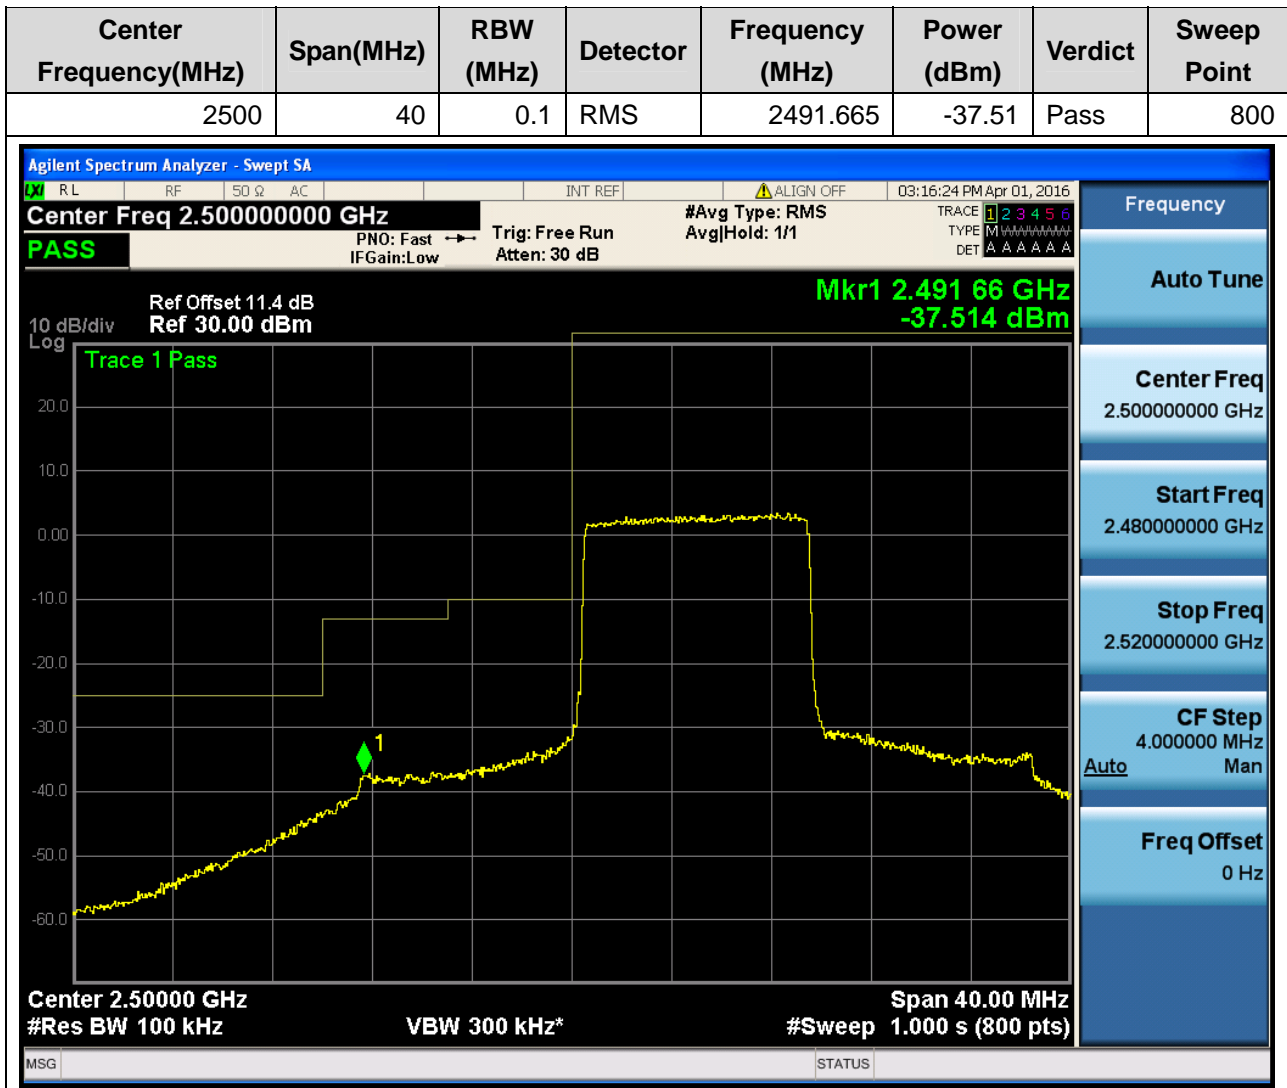 Center Frequency(MHz) Span(MHz) RBW (MHz) Detector Frequency (MHz) Power (dBm) Verdict Sweep Point
2500 40 0.1 RMS 2491.665 -37.51 Pass 800
Agilent Spectrum Analyzer - Swept SA
LXI RL RF 50 Ω AC INT REF ALIGN OFF 03:16:24 PM Apr 01, 2016
Center Freq 2.500000000 GHz
PASS
PNO: Fast
IFGain:Low
Trig: Free Run
Atten: 30 dB
#Avg Type: RMS
Avg|Hold: 1/1
TRACE 1 2 3 4 5 6
TYPE M
DET A A A A A A
Mkr1 2.491 66 GHz
-37.514 dBm
Ref Offset 11.4 dB
10 dB/div Ref 30.00 dBm
Log
Trace 1 Pass
20.0
10.0
0.00
-10.0
-20.0
-30.0
1
-40.0
-50.0
-60.0
Center 2.50000 GHz Span 40.00 MHz
#Res BW 100 kHz VBW 300 kHz* #Sweep 1.000 s (800 pts)
MSG STATUS
Frequency
Auto Tune
Center Freq
2.500000000 GHz
Start Freq
2.480000000 GHz
Stop Freq
2.520000000 GHz
CF Step
4.000000 MHz
Auto Man
Freq Offset
0 Hz